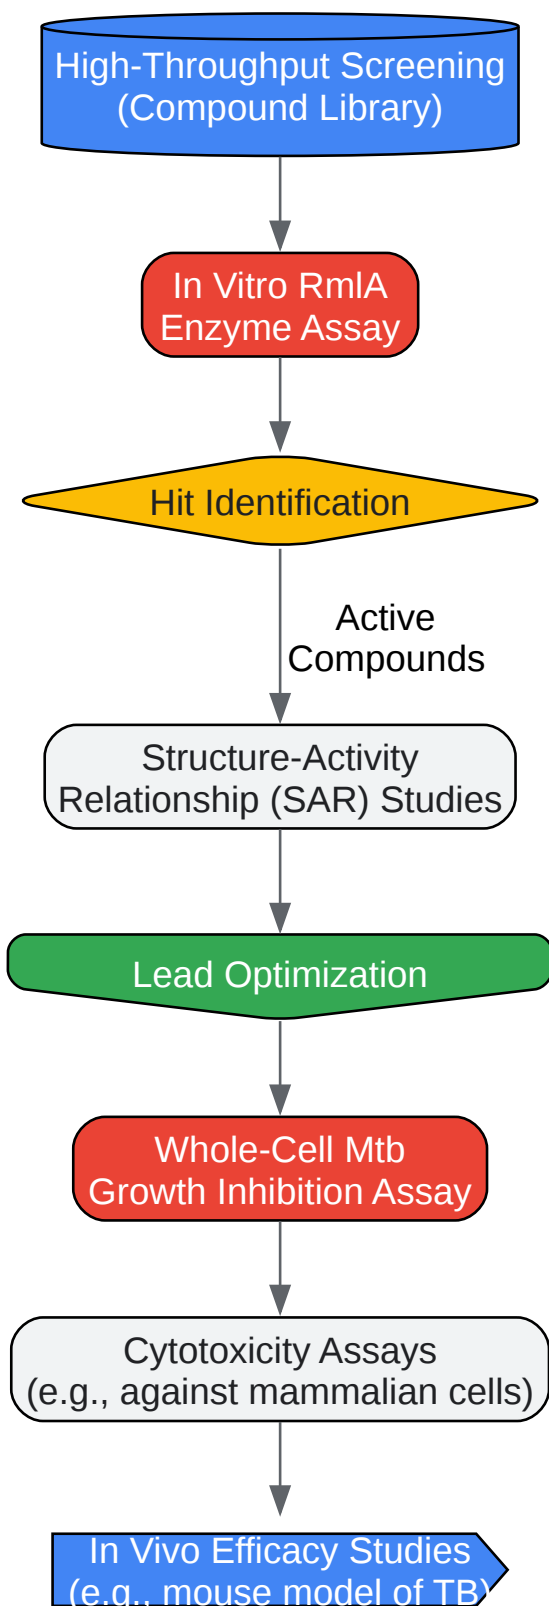 High-Throughput Screening
(Compound Library)
In Vitro RmlA
Enzyme Assay
Hit Identification
Active
Compounds
Structure-Activity
Relationship (SAR) Studies
Lead Optimization
Whole-Cell Mtb
Growth Inhibition Assay
Cytotoxicity Assays
(e.g., against mammalian cells)
In Vivo Efficacy Studies
(e.g., mouse model of TB)